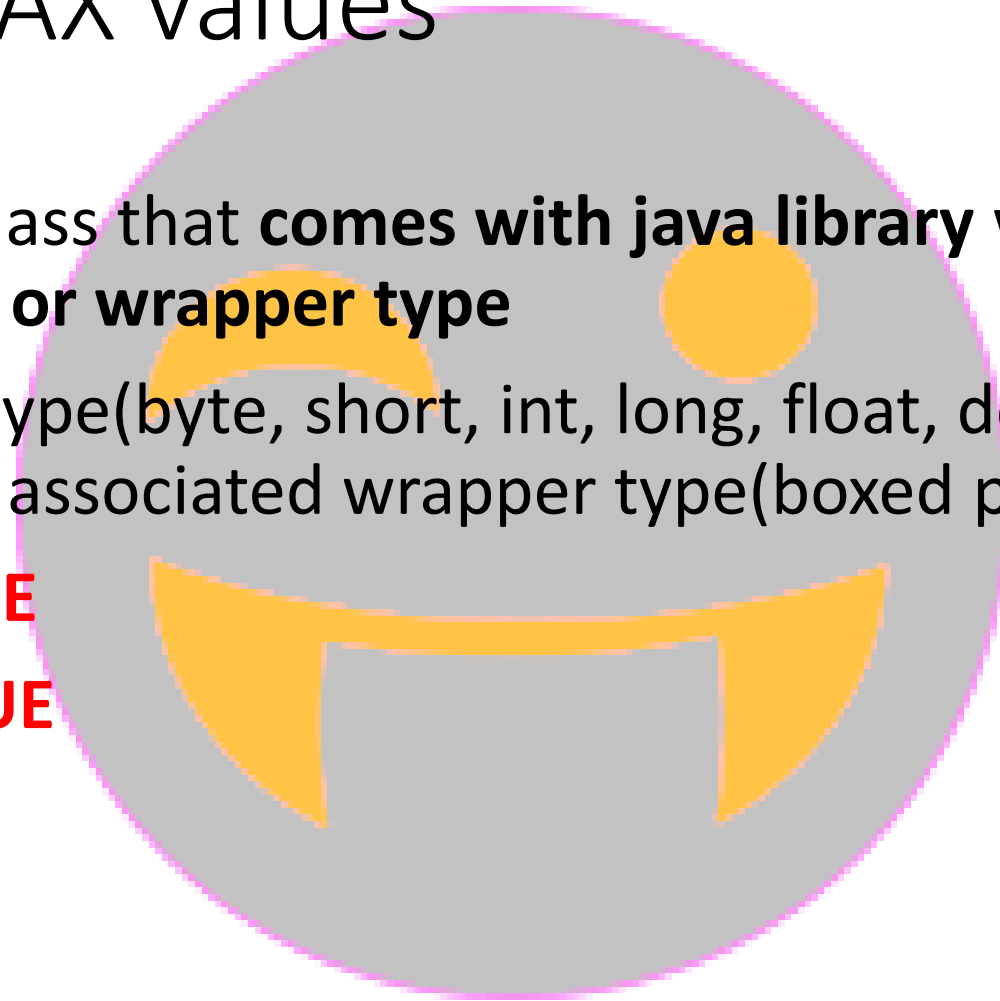 AX values
ass that comes with java library
or wrapper type
ype(byte, short, int, long, float, d
associated wrapper type(boxed p
E
UE